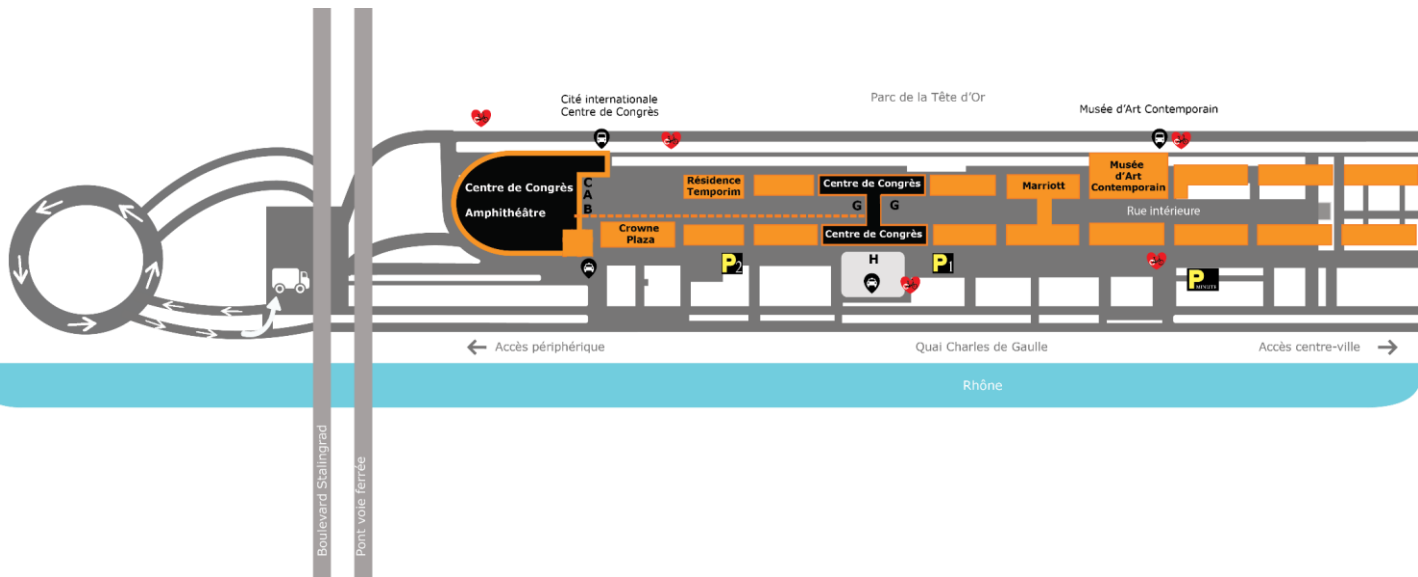 Parc de la Tête d'Or
Cité internationale
Centre de Congrès
Musée d'Art Contemporain
Centre de Congrès
Amphithéâtre
C
A
B
Résidence
Temporim
Centre de Congrès
G
G
Marriott
Musée
d'Art
Contemporain
Rue intérieure
Crowne
Plaza
Centre de Congrès
P2
H
P1
P MINUTE
Accès périphérique
Quai Charles de Gaulle
Accès centre-ville
Rhône
Boulevard Stalingrad
Pont voie ferrée